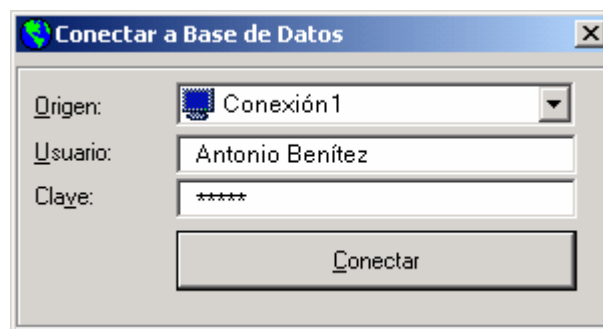 Conectar a Base de Datos
Origen: Conexión1
Usuario: Antonio Benítez
Clave: *****
Conectar